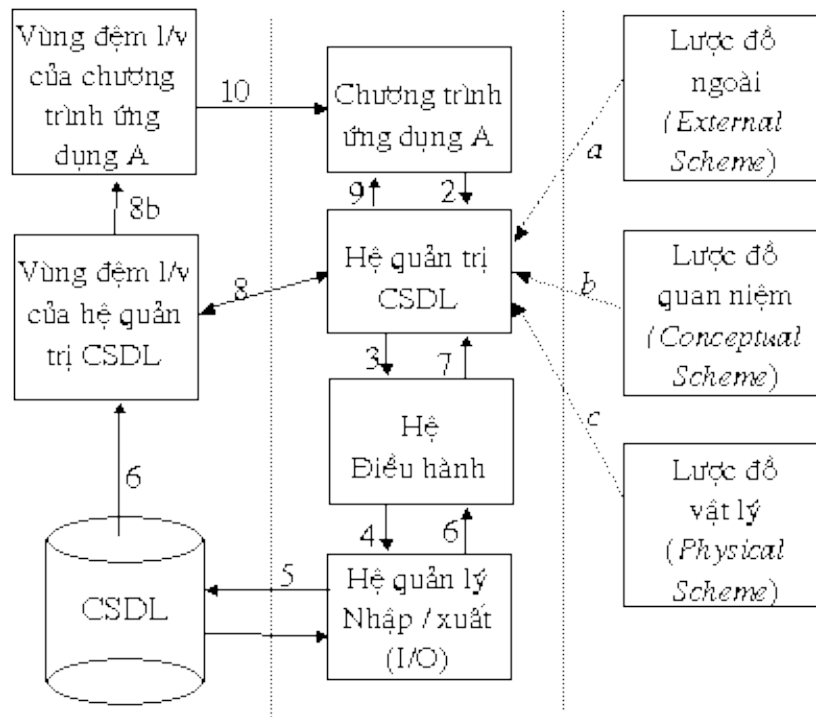 Vùng đệm l/v
của chương
trình ứng
dụng A
10
Chương trình
ứng dụng A
Lược đồ
ngoài
(External
Scheme)
a
8b
9
2
Vùng đệm l/v
của hệ quản
trị CSDL
8
Hệ quản trị
CSDL
b
Lược đồ
quan niệm
(Conceptual
Scheme)
3
7
6
Hệ
Điều hành
c
4
6
Lược đồ
vật lý
(Physical
Scheme)
CSDL
5
Hệ quản lý
Nhập / xuất
(I/O)